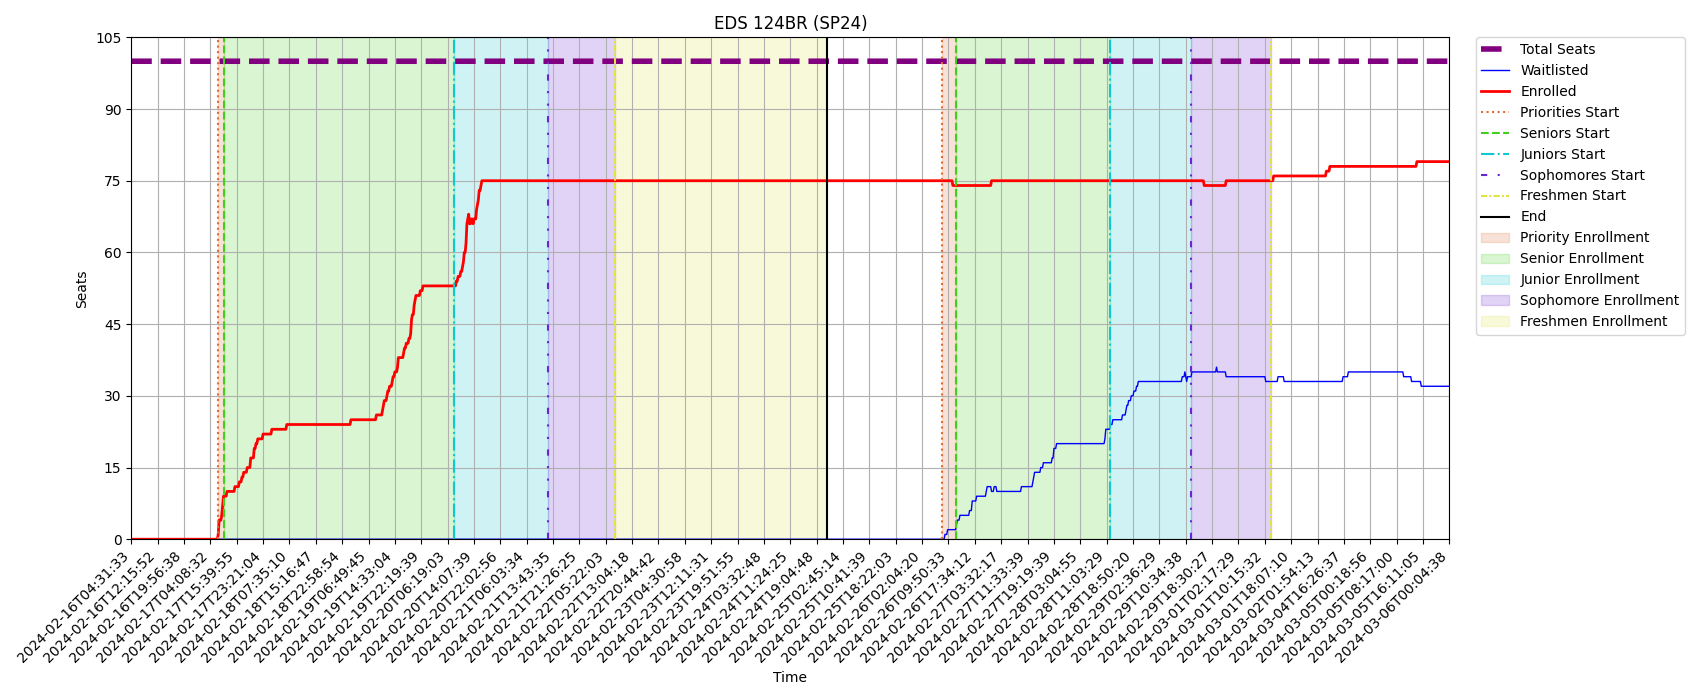 EDS 124BR (SP24)
105
90
75
60
45
30
15
0
Seats
2024-02-16T04:31:33
2024-02-16T12:15:52
2024-02-16T19:56:38
2024-02-17T04:08:32
2024-02-17T15:39:55
2024-02-17T23:21:04
2024-02-18T07:35:10
2024-02-18T15:16:47
2024-02-18T22:58:54
2024-02-19T06:49:45
2024-02-19T14:33:04
2024-02-19T22:19:39
2024-02-20T06:19:03
2024-02-20T14:07:39
2024-02-20T22:02:56
2024-02-21T06:03:34
2024-02-21T13:43:35
2024-02-21T21:26:25
2024-02-22T05:22:03
2024-02-22T13:04:18
2024-02-22T20:44:42
2024-02-23T04:30:58
2024-02-23T12:11:31
2024-02-23T19:51:55
2024-02-24T03:32:48
2024-02-24T11:24:25
2024-02-24T19:04:48
2024-02-25T02:45:14
2024-02-25T10:41:39
2024-02-25T18:22:03
2024-02-26T02:04:20
2024-02-26T09:50:33
2024-02-26T17:34:12
2024-02-27T03:32:17
2024-02-27T11:33:39
2024-02-27T19:19:39
2024-02-28T03:04:55
2024-02-28T11:03:29
2024-02-28T18:50:20
2024-02-29T02:36:29
2024-02-29T10:34:38
2024-02-29T18:30:27
2024-03-01T02:17:29
2024-03-01T10:15:32
2024-03-01T18:07:10
2024-03-02T01:54:13
2024-03-04T16:26:37
2024-03-05T00:18:56
2024-03-05T08:17:00
2024-03-05T16:11:05
2024-03-06T00:04:38
Time
Total Seats
Waitlisted
Enrolled
Priorities Start
Seniors Start
Juniors Start
Sophomores Start
Freshmen Start
End
Priority Enrollment
Senior Enrollment
Junior Enrollment
Sophomore Enrollment
Freshmen Enrollment